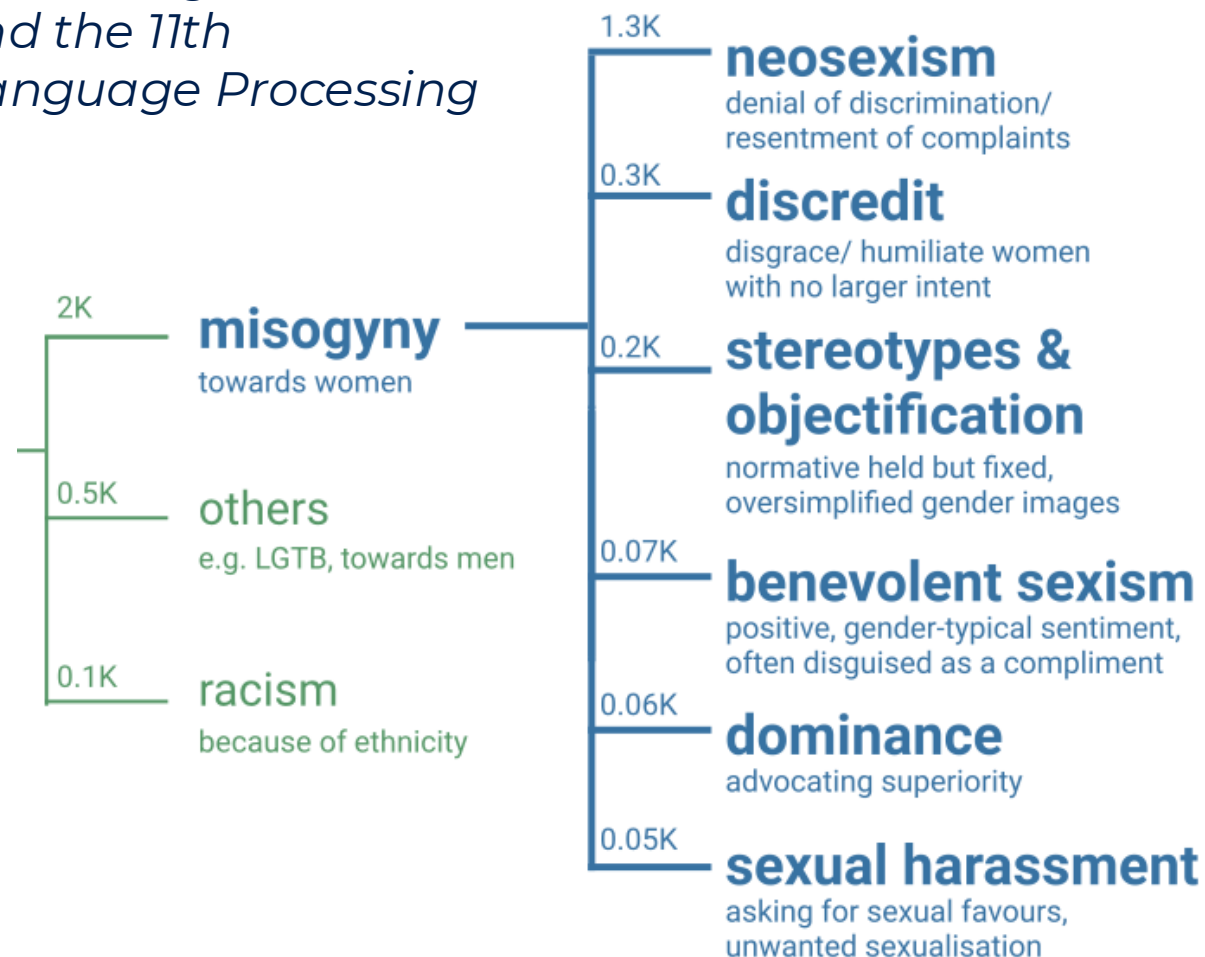 nd the 11th
anguage Processing
2K
misogyny
towards women
0.5K
others
e.g. LGTB, towards men
0.1K
racism
because of ethnicity
1.3K
neosexism
denial of discrimination/
resentment of complaints
0.3K
discredit
disgrace/ humiliate women
with no larger intent
0.2K
stereotypes &
objectification
normative held but fixed,
oversimplified gender images
0.07K
benevolent sexism
positive, gender-typical sentiment,
often disguised as a compliment
0.06K
dominance
advocating superiority
0.05K
sexual harassment
asking for sexual favours,
unwanted sexualisation